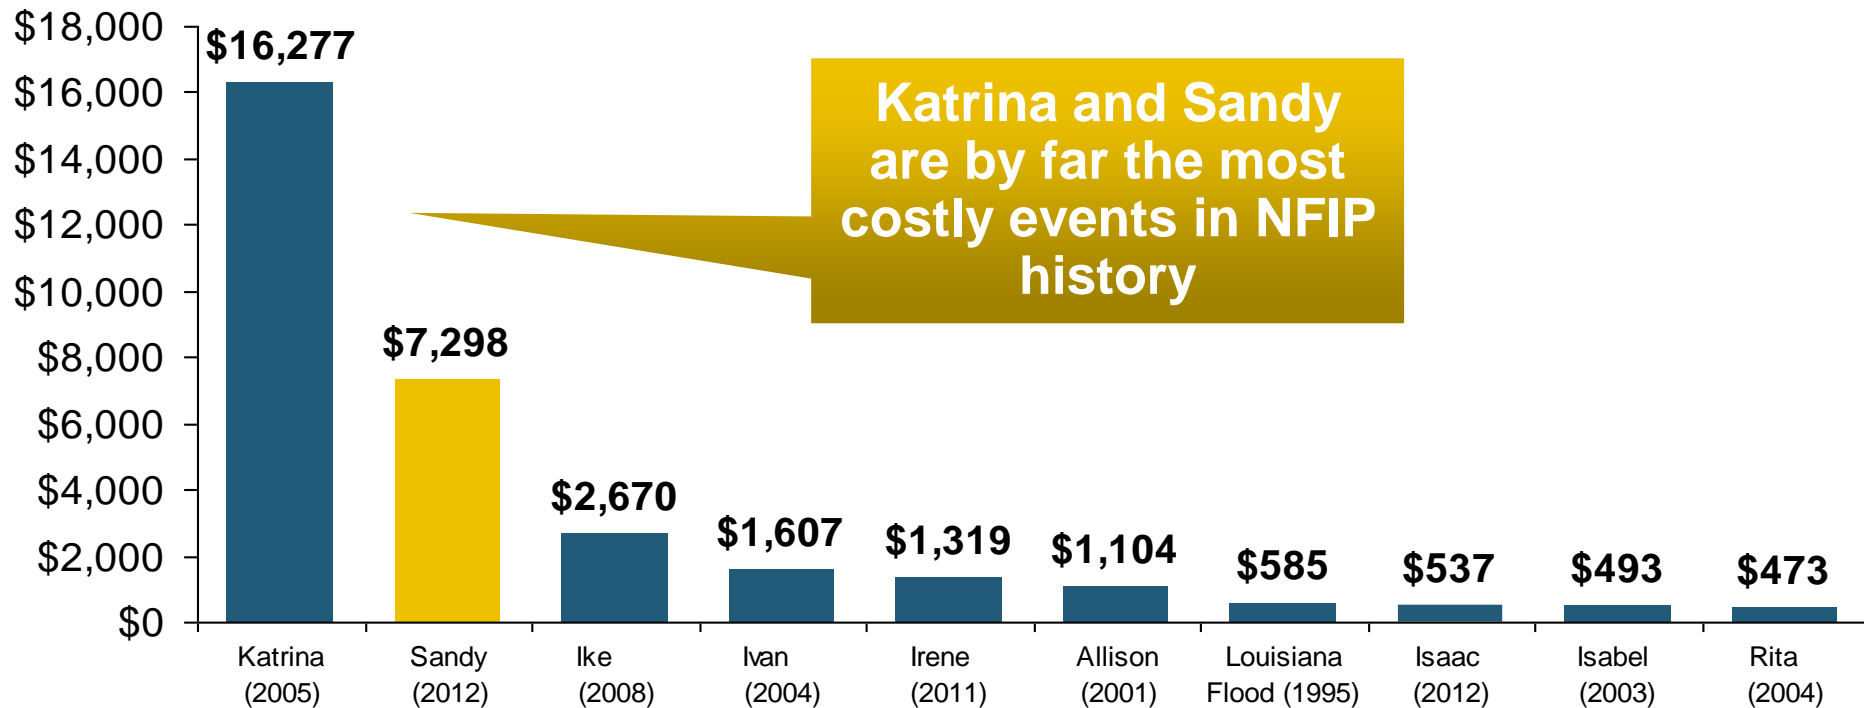 $18,000
$16,000
$14,000
$12,000
$10,000
$8,000
$6,000
$4,000
$2,000
$0
$16,277
$7,298
$2,670
$1,607
$1,319
$1,104
$585
$537
$493
$473
Katrina and Sandy
are by far the most
costly events in NFIP
history
Katrina
(2005)
Sandy
(2012)
Ike
(2008)
Ivan
(2004)
Irene
(2011)
Allison
(2001)
Louisiana
Flood (1995)
Isaac
(2012)
Isabel
(2003)
Rita
(2004)